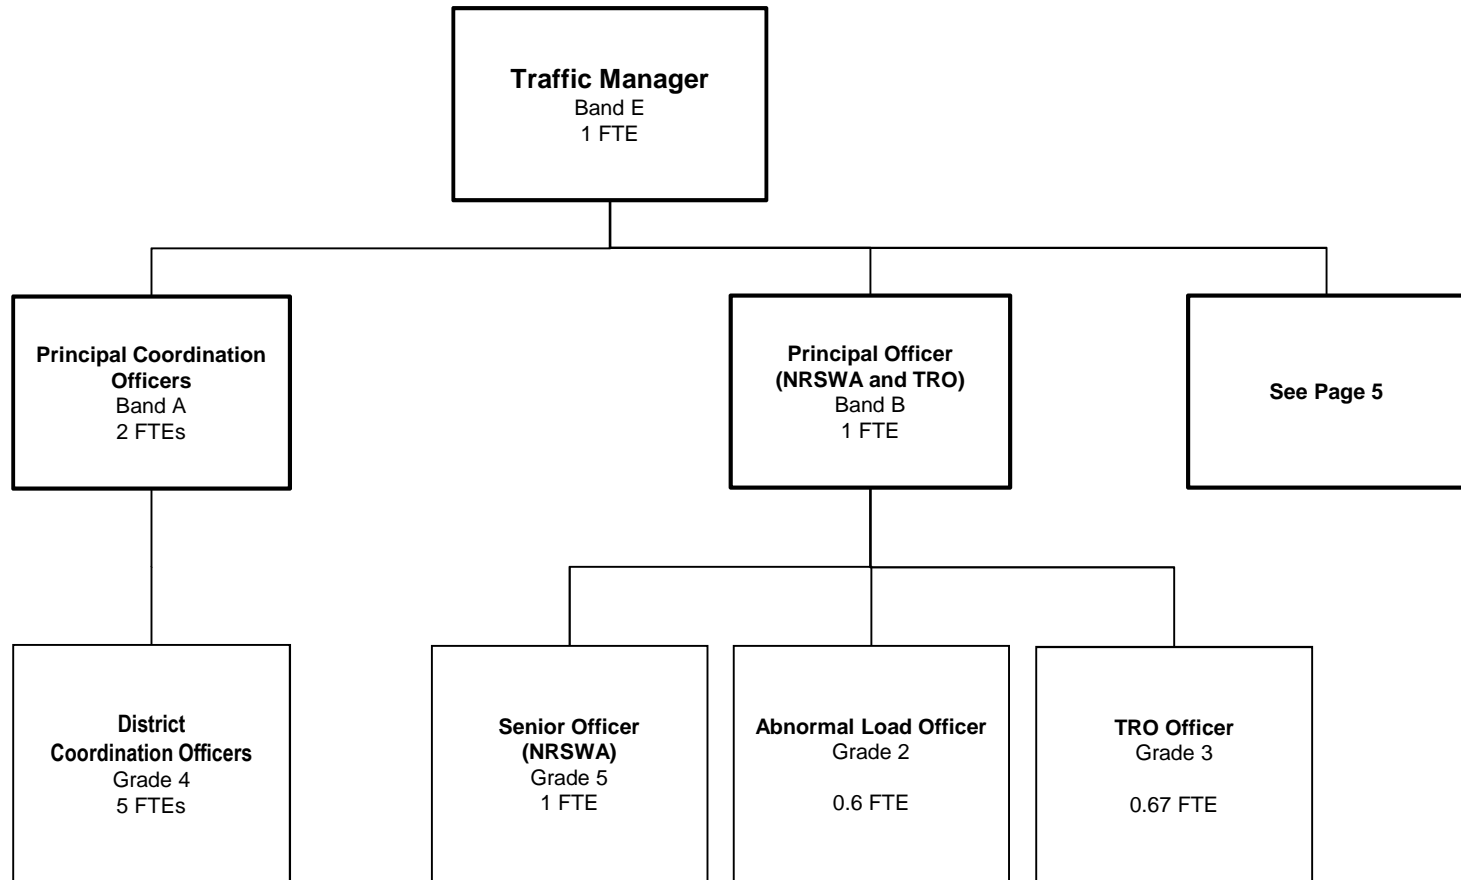 Traffic Manager
Band E
1 FTE
Principal Coordination
Officers
Band A
2 FTEs
Principal Officer
(NRSWA and TRO)
Band B
1 FTE
See Page 5
District
Coordination Officers
Grade 4
5 FTEs
Senior Officer
(NRSWA)
Grade 5
1 FTE
Abnormal Load Officer
Grade 2
0.6 FTE
TRO Officer
Grade 3
0.67 FTE